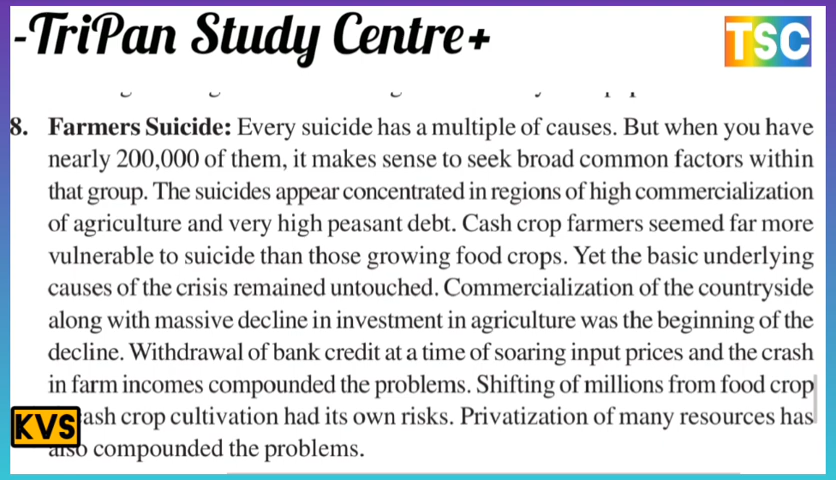 -TriPan Study Centre+
TSC
8. Farmers Suicide: Every suicide has a multiple of causes. But when you have
nearly 200,000 of them, it makes sense to seek broad common factors within
that group. The suicides appear concentrated in regions of high commercialization
of agriculture and very high peasant debt. Cash crop farmers seemed far more
vulnerable to suicide than those growing food crops. Yet the basic underlying
causes of the crisis remained untouched. Commercialization of the countryside
along with massive decline in investment in agriculture was the beginning of the
decline. Withdrawal of bank credit at a time of soaring input prices and the crash
in farm incomes compounded the problems. Shifting of millions from food crop
KVS ash crop cultivation had its own risks. Privatization of many resources has
also compounded the problems.